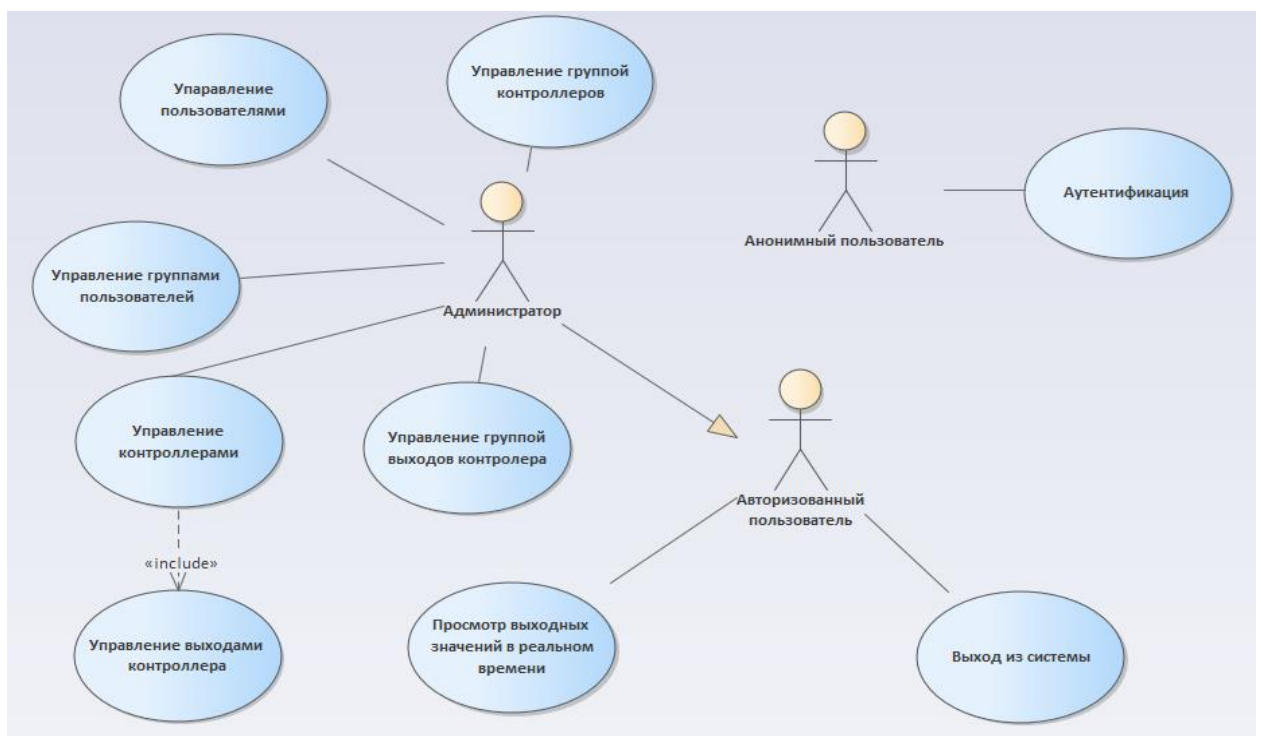 Управление группой
контроллеров
Упаравление
пользователями
Аутентификация
Анонимный пользователь
Управление группами
пользователей
Администратор
Управление
контроллерами
Управление группой
выходов контролера
Авторизованный
пользователь
«include»
Управление выходами
контроллера
Просмотр выходных
значений в реальном
времени
Выход из системы